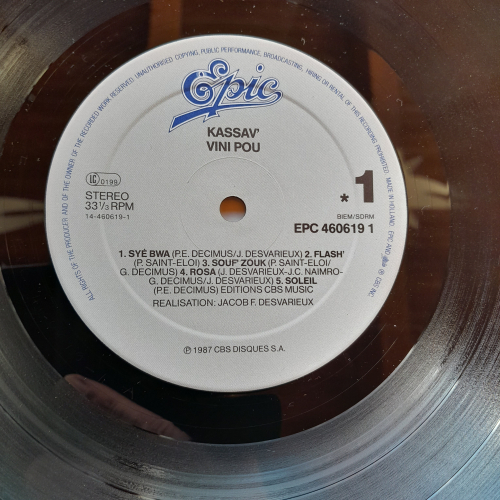 ALL RIGHTS OF THE PRODUCER AND OF THE OWNER OF THE RECORDED WORK RESERVED. UNAUTHORISED COPYING, PUBLIC PERFORMANCE, BROADCASTING, HIRING OR RENTAL OF THIS RECORDING PROHIBITED. MADE IN HOLLAND.
Epic
KASSAV'
VINI POU
LC 0199
STEREO
33 1/3 RPM
14-460619-1
* 1
BIEM/SDRM
EPC 460619 1
1. SYÉ BWA (P.E. DECIMUS/J. DESVARIEUX) 2. FLASH'
(P. SAINT-ELOI) 3. SOUF' ZOUK (P. SAINT-ELOI/
G. DECIMUS) 4. ROSA (J. DESVARIEUX-J.C. NAIMRO-
G. DECIMUS/J. DESVARIEUX) 5. SOLEIL
(P.E. DECIMUS) EDITIONS CBS MUSIC
REALISATION: JACOB F. DESVARIEUX
℗ 1987 CBS DISQUES S.A.